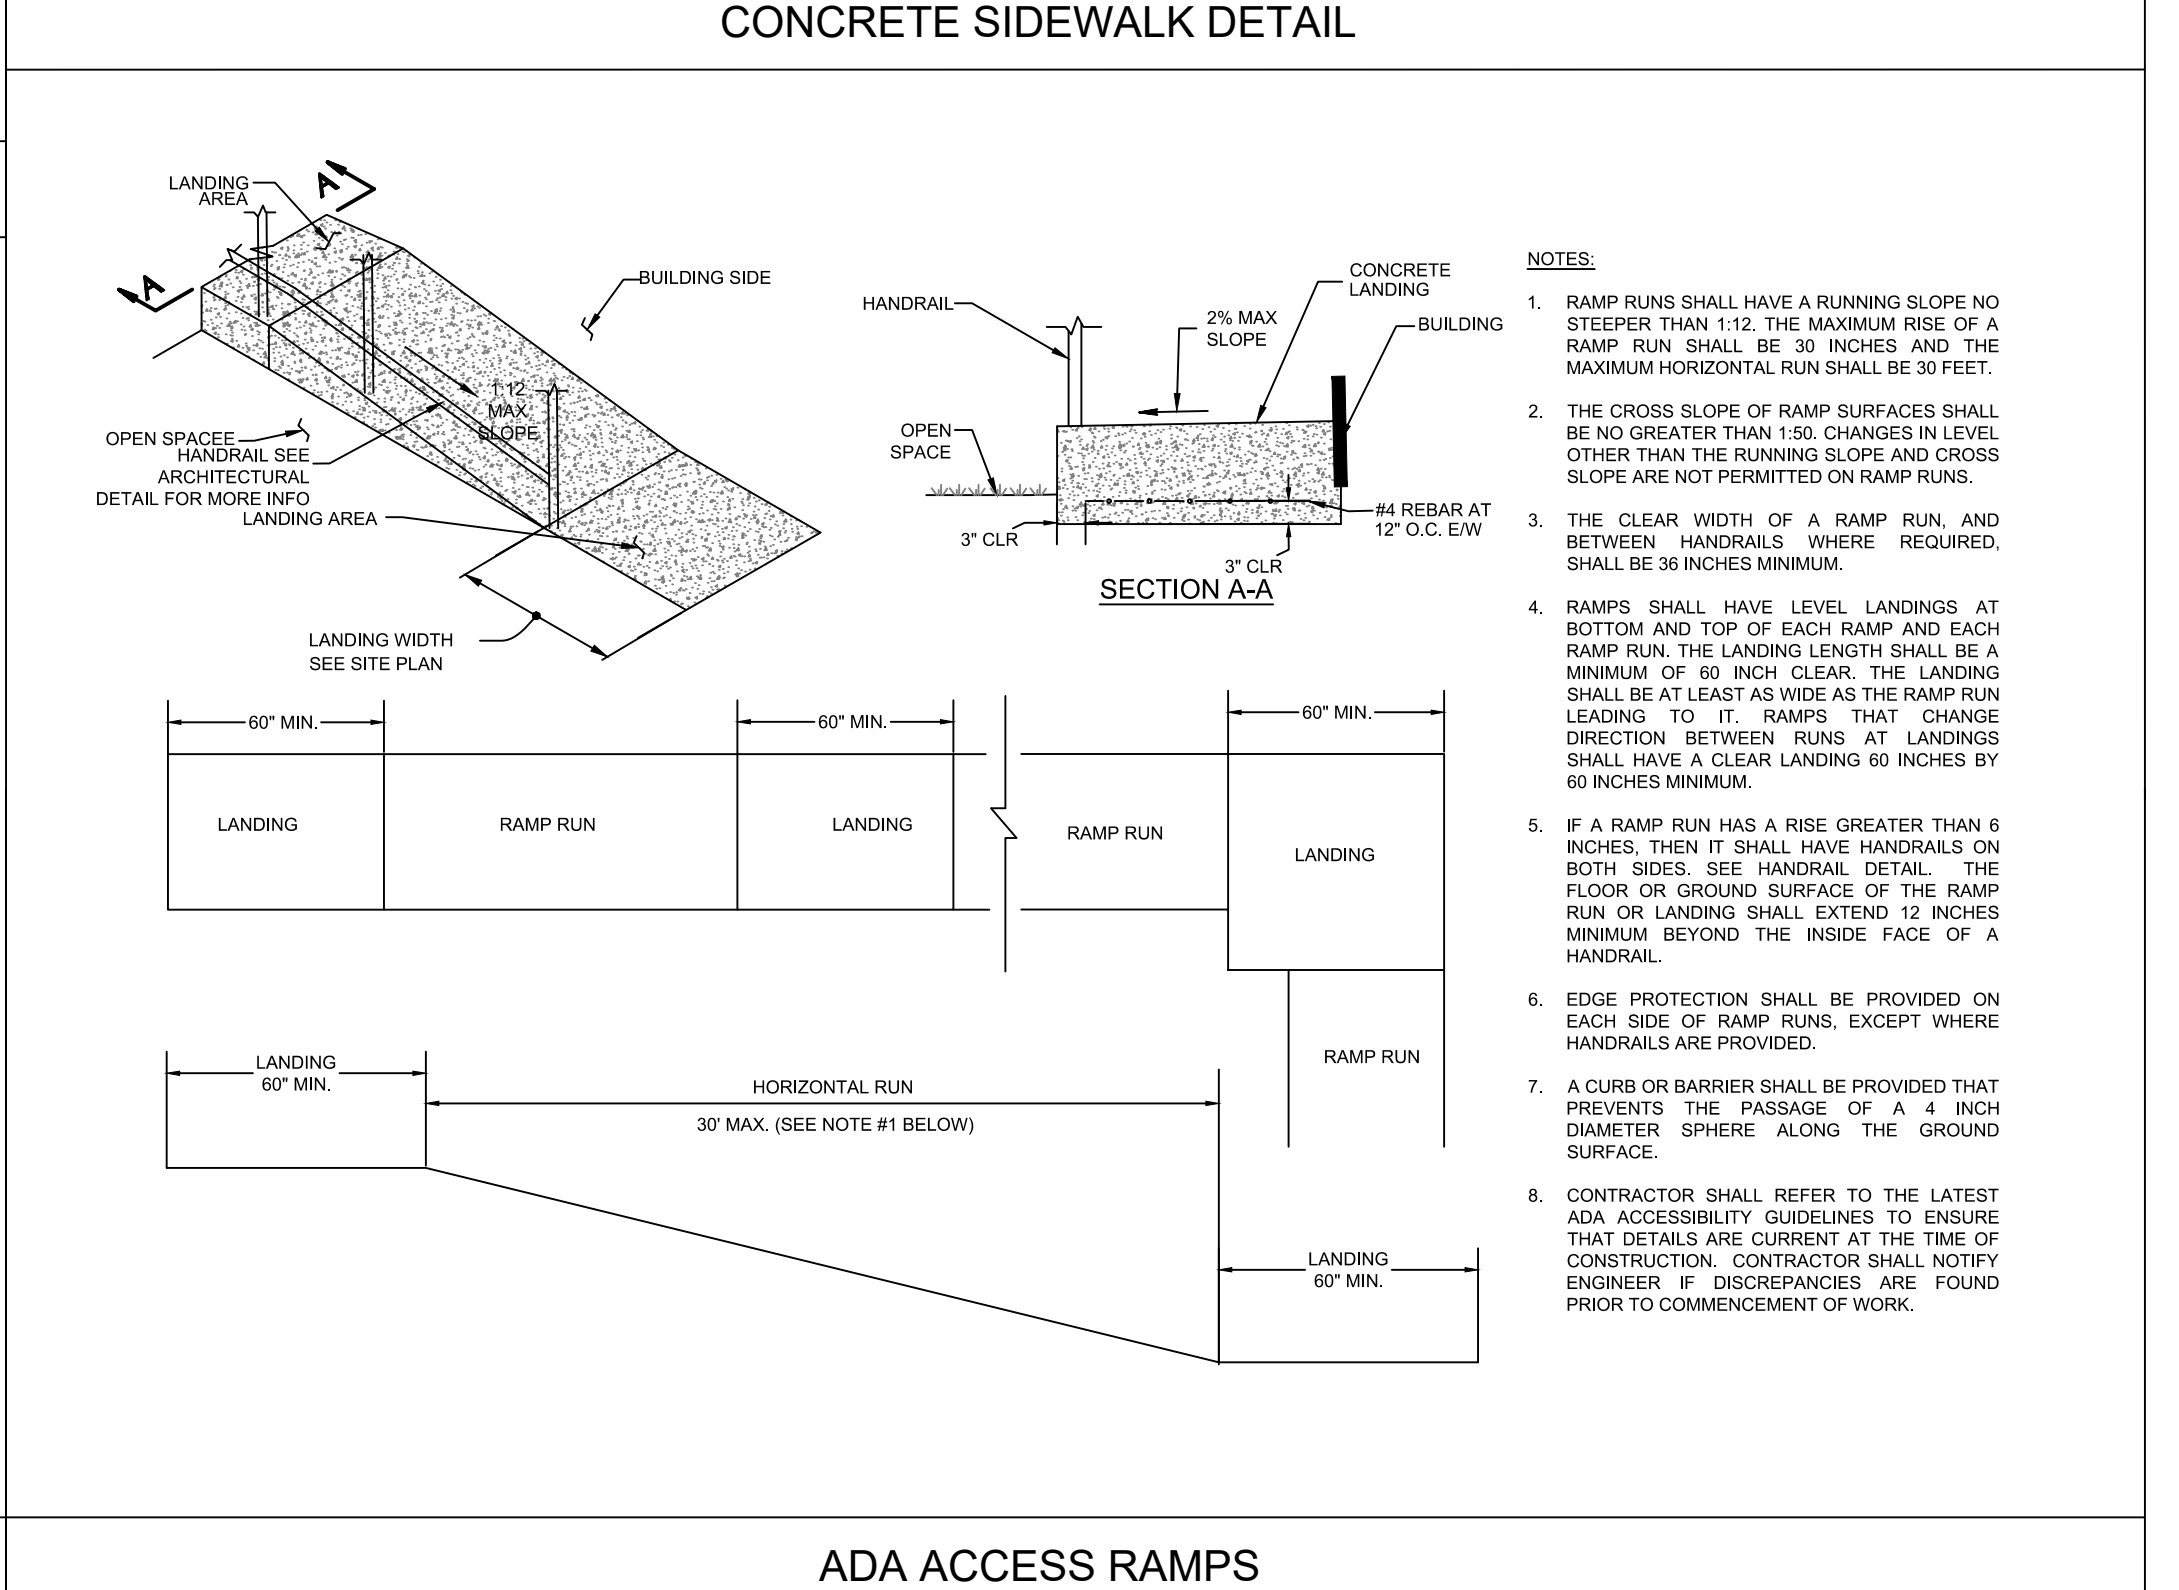 CONCRETE SIDEWALK DETAIL
LANDING
AREA
A
A
BUILDING SIDE
1:12
MAX
SLOPE
OPEN SPACEE
HANDRAIL SEE
ARCHITECTURAL
DETAIL FOR MORE INFO
LANDING AREA
LANDING WIDTH
SEE SITE PLAN
HANDRAIL
2% MAX
SLOPE
CONCRETE
LANDING
BUILDING
OPEN
SPACE
#4 REBAR AT
12" O.C. E/W
3" CLR
3" CLR
SECTION A-A
60" MIN.
60" MIN.
60" MIN.
LANDING
RAMP RUN
LANDING
RAMP RUN
LANDING
RAMP RUN
LANDING
60" MIN.
HORIZONTAL RUN
30' MAX. (SEE NOTE #1 BELOW)
LANDING
60" MIN.
NOTES:
1. RAMP RUNS SHALL HAVE A RUNNING SLOPE NO
STEEPER THAN 1:12. THE MAXIMUM RISE OF A
RAMP RUN SHALL BE 30 INCHES AND THE
MAXIMUM HORIZONTAL RUN SHALL BE 30 FEET.
2. THE CROSS SLOPE OF RAMP SURFACES SHALL
BE NO GREATER THAN 1:50. CHANGES IN LEVEL
OTHER THAN THE RUNNING SLOPE AND CROSS
SLOPE ARE NOT PERMITTED ON RAMP RUNS.
3. THE CLEAR WIDTH OF A RAMP RUN, AND
BETWEEN HANDRAILS WHERE REQUIRED,
SHALL BE 36 INCHES MINIMUM.
4. RAMPS SHALL HAVE LEVEL LANDINGS AT
BOTTOM AND TOP OF EACH RAMP AND EACH
RAMP RUN. THE LANDING LENGTH SHALL BE A
MINIMUM OF 60 INCH CLEAR. THE LANDING
SHALL BE AT LEAST AS WIDE AS THE RAMP RUN
LEADING TO IT. RAMPS THAT CHANGE
DIRECTION BETWEEN RUNS AT LANDINGS
SHALL HAVE A CLEAR LANDING 60 INCHES BY
60 INCHES MINIMUM.
5. IF A RAMP RUN HAS A RISE GREATER THAN 6
INCHES, THEN IT SHALL HAVE HANDRAILS ON
BOTH SIDES. SEE HANDRAIL DETAIL. THE
FLOOR OR GROUND SURFACE OF THE RAMP
RUN OR LANDING SHALL EXTEND 12 INCHES
MINIMUM BEYOND THE INSIDE FACE OF A
HANDRAIL.
6. EDGE PROTECTION SHALL BE PROVIDED ON
EACH SIDE OF RAMP RUNS, EXCEPT WHERE
HANDRAILS ARE PROVIDED.
7. A CURB OR BARRIER SHALL BE PROVIDED THAT
PREVENTS THE PASSAGE OF A 4 INCH
DIAMETER SPHERE ALONG THE GROUND
SURFACE.
8. CONTRACTOR SHALL REFER TO THE LATEST
ADA ACCESSIBILITY GUIDELINES TO ENSURE
THAT DETAILS ARE CURRENT AT THE TIME OF
CONSTRUCTION. CONTRACTOR SHALL NOTIFY
ENGINEER IF DISCREPANCIES ARE FOUND
PRIOR TO COMMENCEMENT OF WORK.
ADA ACCESS RAMPS